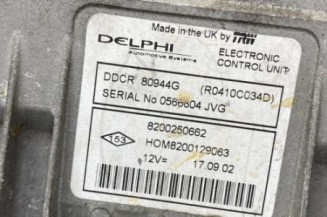 Made in the UK by TRW
DELPHI
Automotive Systems
ELECTRONIC
CONTROL UNIT
DDCR 80944G (R0410C034D)
SERIAL No 0566604 JVG
8200250662
153
HOM8200129063
12V= 17.09.02